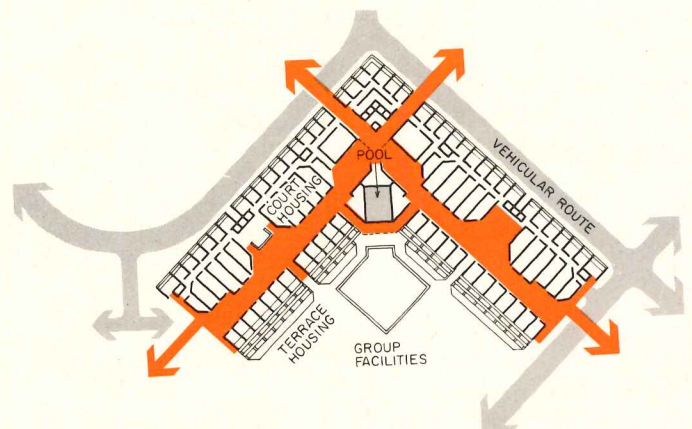 POOL
VEHICULAR ROUTE
COURT
HOUSING
TERRACE
HOUSING
GROUP
FACILITIES